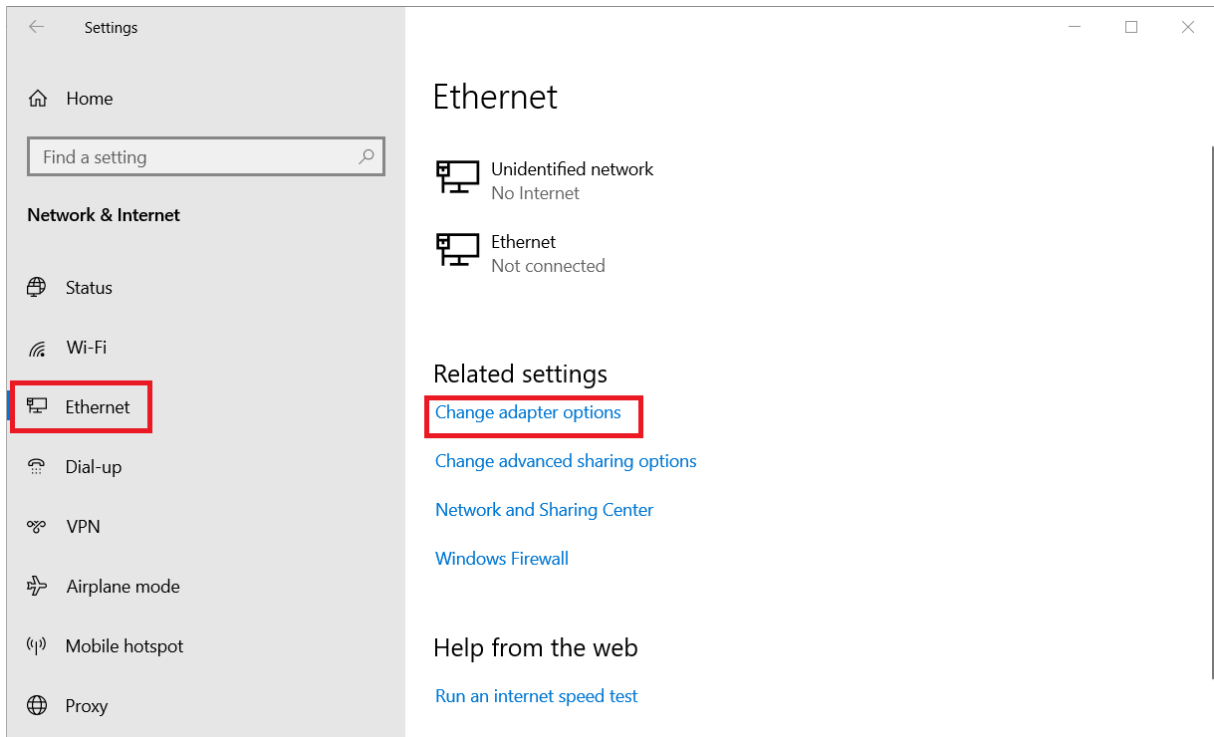 Settings
Home
Find a setting
Network & Internet
Status
Wi-Fi
Ethernet
Dial-up
VPN
Airplane mode
Mobile hotspot
Proxy
Ethernet
Unidentified network
No Internet
Ethernet
Not connected
Related settings
Change adapter options
Change advanced sharing options
Network and Sharing Center
Windows Firewall
Help from the web
Run an internet speed test